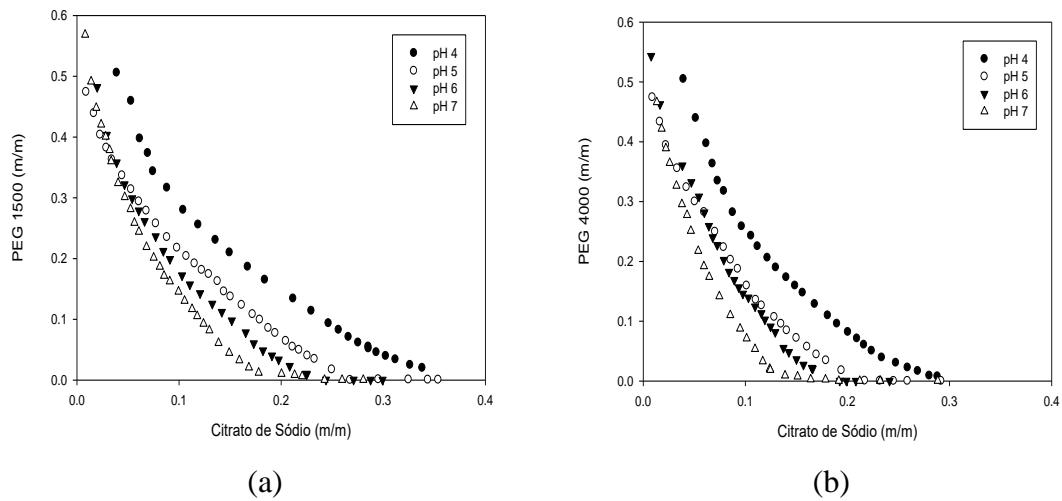 0.6
0.5
0.4
0.3
0.2
0.1
0.0
PEG 1500 (m/m)
pH 4
pH 5
pH 6
pH 7
0.0 0.1 0.2 0.3 0.4
Citrato de Sódio (m/m)
(a)
0.6
0.5
0.4
0.3
0.2
0.1
0.0
PEG 4000 (m/m)
pH 4
pH 5
pH 6
pH 7
0.0 0.1 0.2 0.3 0.4
Citrato de Sódio (m/m)
(b)